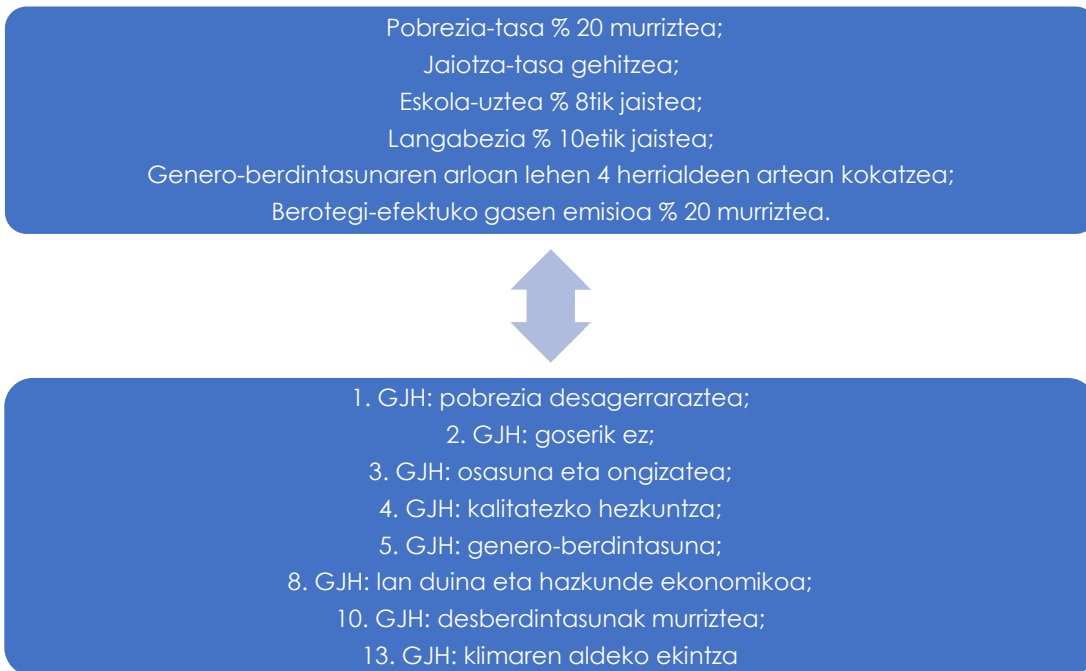 Pobrezia-tasa % 20 murriztea;
Jaiotza-tasa gehitzea;
Eskola-uztea % 8tik jaistea;
Langabezia % 10etik jaistea;
Genero-berdintasunaren arloan lehen 4 herrialdeen artean kokatzea;
Berotegi-efektuko gasen emisioa % 20 murriztea.
1. GJH: pobrezia desagerraraztea;
2. GJH: goserik ez;
3. GJH: osasuna eta ongizatea;
4. GJH: kalitatezko hezkuntza;
5. GJH: genero-berdintasuna;
8. GJH: lan duina eta hazkunde ekonomikoa;
10. GJH: desberdintasunak murriztea;
13. GJH: klimaren aldeko ekintza